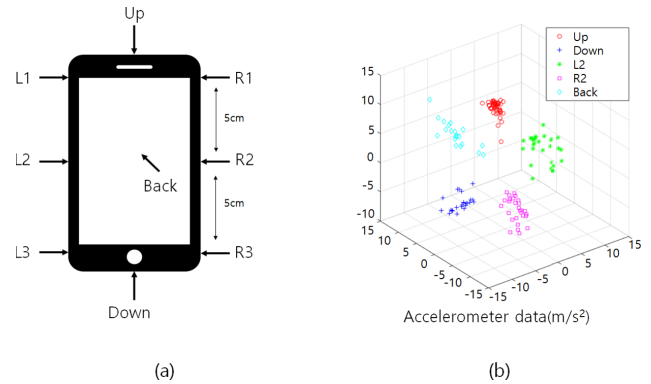 Up
L1
R1
5cm
L2
R2
Back
5cm
L3
R3
Down
(a)
Up
Down
L2
R2
Back
15
10
5
0
-5
-10
15
10
5
0
-5
-10
-15
-15
-10
-5
0
5
10
15
Accelerometer data(m/s²)
(b)